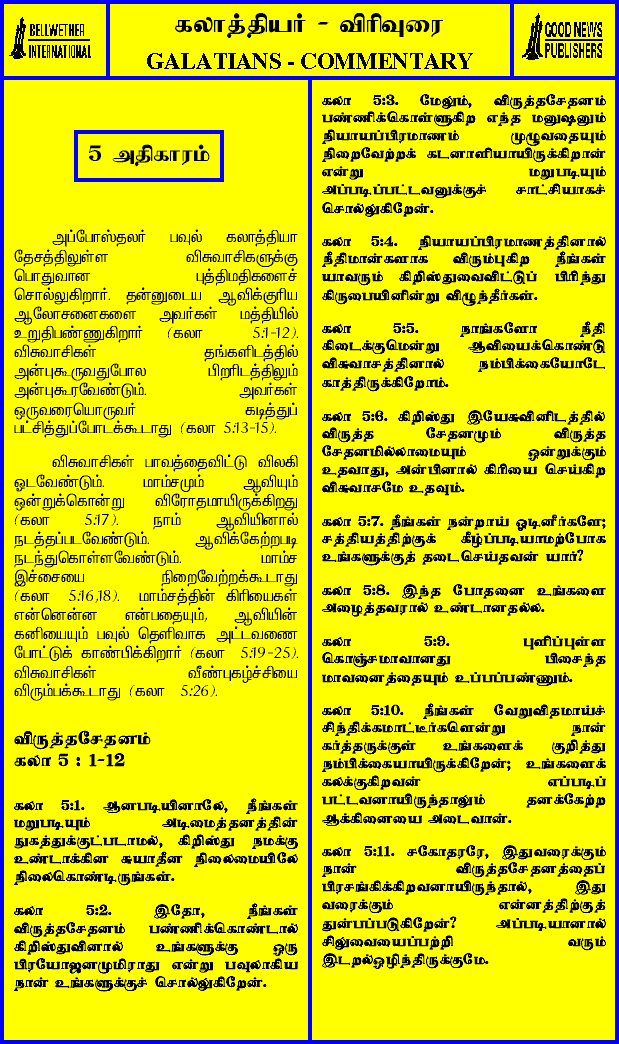 BELLWETHER
INTERNATIONAL
கலாத்தியர் - விரிவுரை
GALATIANS - COMMENTARY
GOOD NEWS
PUBLISHERS
5 அதிகாரம்
அப்போஸ்தலர் பவுல் கலாத்தியா
தேசத்திலுள்ள விசுவாசிகளுக்கு
பொதுவான புத்திமதிகளைச்
சொல்லுகிறார். தன்னுடைய ஆவிக்குரிய
ஆலோசனைகளை அவர்கள் மத்தியில்
உறுதிபண்ணுகிறார் (கலா 5:1-12).
விசுவாசிகள் தங்களிடத்தில்
அன்புகூருவதுபோல பிறரிடத்திலும்
அன்புகூரவேண்டும். அவர்கள்
ஒருவரையொருவர் கடித்துப்
பட்சித்துப்போடக்கூடாது (கலா 5:13-15).
விசுவாசிகள் பாவத்தைவிட்டு விலகி
ஓடவேண்டும். மாம்சமும் ஆவியும்
ஒன்றுக்கொன்று விரோதமாயிருக்கிறது
(கலா 5:17). நாம் ஆவியினால்
நடத்தப்படவேண்டும். ஆவிக்கேற்றபடி
நடந்துகொள்ளவேண்டும். மாம்ச
இச்சையை நிறைவேற்றக்கூடாது
(கலா 5:16,18). மாம்சத்தின் கிரியைகள்
என்னென்ன என்பதையும், ஆவியின்
கனியையும் பவுல் தெளிவாக அட்டவணை
போட்டுக் காண்பிக்கிறார் (கலா 5:19-25).
விசுவாசிகள் வீண்புகழ்ச்சியை
விரும்பக்கூடாது (கலா 5:26).
விருத்தசேதனம்
கலா 5 : 1-12
கலா 5:1. ஆனபடியினாலே, நீங்கள்
மறுபடியும் அடிமைத்தனத்தின்
நுகத்துக்குட்படாமல், கிறிஸ்து நமக்கு
உண்டாக்கின சுயாதீன நிலைமையிலே
நிலைகொண்டிருங்கள்.
கலா 5:2. இதோ, நீங்கள்
விருத்தசேதனம் பண்ணிக்கொண்டால்
கிறிஸ்துவினால் உங்களுக்கு ஒரு
பிரயோஜனமுமிராது என்று பவுலாகிய
நான் உங்களுக்குச் சொல்லுகிறேன்.
கலா 5:3. மேலும், விருத்தசேதனம்
பண்ணிக்கொள்ளுகிற எந்த மனுஷனும்
நியாயப்பிரமாணம் முழுவதையும்
நிறைவேற்றக் கடனாளியாயிருக்கிறான்
என்று மறுபடியும்
அப்படிப்பட்டவனுக்குச் சாட்சியாகச்
சொல்லுகிறேன்.
கலா 5:4. நியாயப்பிரமாணத்தினால்
நீதிமான்களாக விரும்புகிற நீங்கள்
யாவரும் கிறிஸ்துவைவிட்டுப் பிரிந்து
கிருபையினின்று விழுந்தீர்கள்.
கலா 5:5. நாங்களோ நீதி
கிடைக்குமென்று ஆவியைக்கொண்டு
விசுவாசத்தினால் நம்பிக்கையோடே
காத்திருக்கிறோம்.
கலா 5:6. கிறிஸ்து இயேசுவினிடத்தில்
விருத்த சேதனமும் விருத்த
சேதனமில்லாமையும் ஒன்றுக்கும்
உதவாது, அன்பினால் கிரியை செய்கிற
விசுவாசமே உதவும்.
கலா 5:7. நீங்கள் நன்றாய் ஓடினீர்களே;
சத்தியத்திற்குக் கீழ்ப்படியாமற்போக
உங்களுக்குத் தடைசெய்தவன் யார்?
கலா 5:8. இந்த போதனை உங்களை
அழைத்தவரால் உண்டானதல்ல.
கலா 5:9. புளிப்புள்ள
கொஞ்சமாவானது பிசைந்த
மாவனைத்தையும் உப்பப்பண்ணும்.
கலா 5:10. நீங்கள் வேறுவிதமாய்ச்
சிந்திக்கமாட்டீர்களென்று நான்
கர்த்தருக்குள் உங்களைக் குறித்து
நம்பிக்கையாயிருக்கிறேன்; உங்களைக்
கலக்குகிறவன் எப்படிப்
பட்டவனாயிருந்தாலும் தனக்கேற்ற
ஆக்கினையை அடைவான்.
கலா 5:11. சகோதரரே, இதுவரைக்கும்
நான் விருத்தசேதனத்தைப்
பிரசங்கிக்கிறவனாயிருந்தால், இது
வரைக்கும் என்னத்திற்குத்
துன்பப்படுகிறேன்? அப்படியானால்
சிலுவையைப்பற்றி வரும்
இடறல்ஒழிந்திருக்குமே.